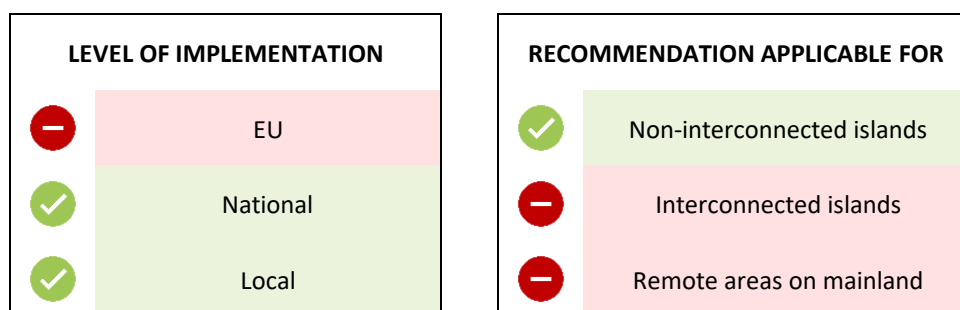 LEVEL OF IMPLEMENTATION
EU
National
Local
RECOMMENDATION APPLICABLE FOR
Non-interconnected islands
Interconnected islands
Remote areas on mainland